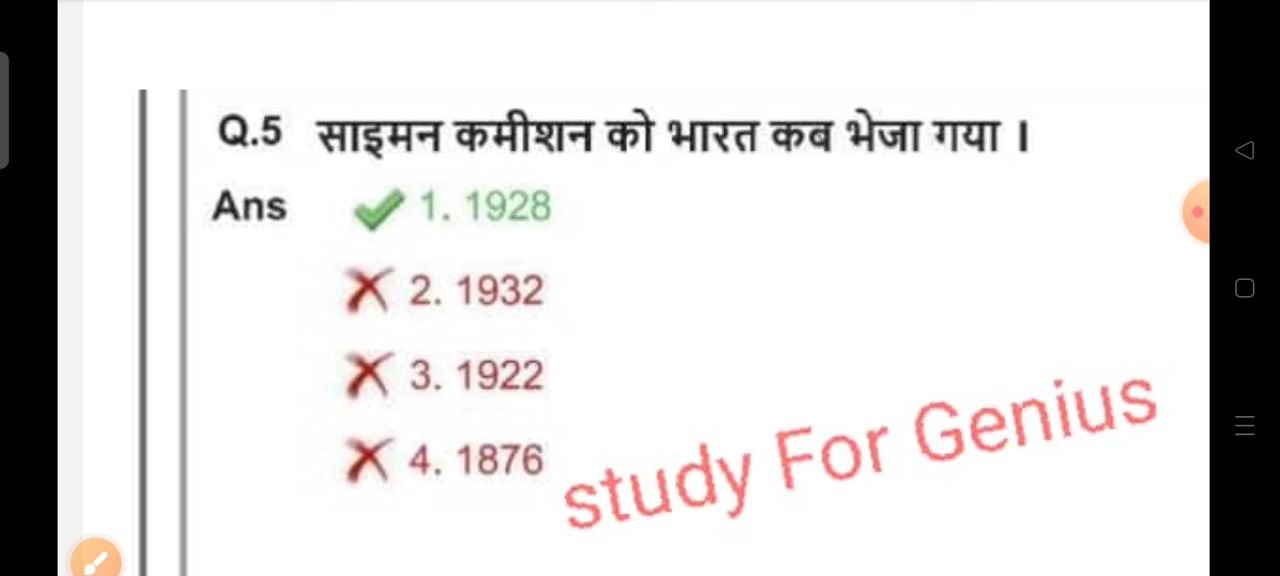 Q.5 साइमन कमीशन को भारत कब भेजा गया ।
Ans 1. 1928
2. 1932
3. 1922
4. 1876
study For Genius